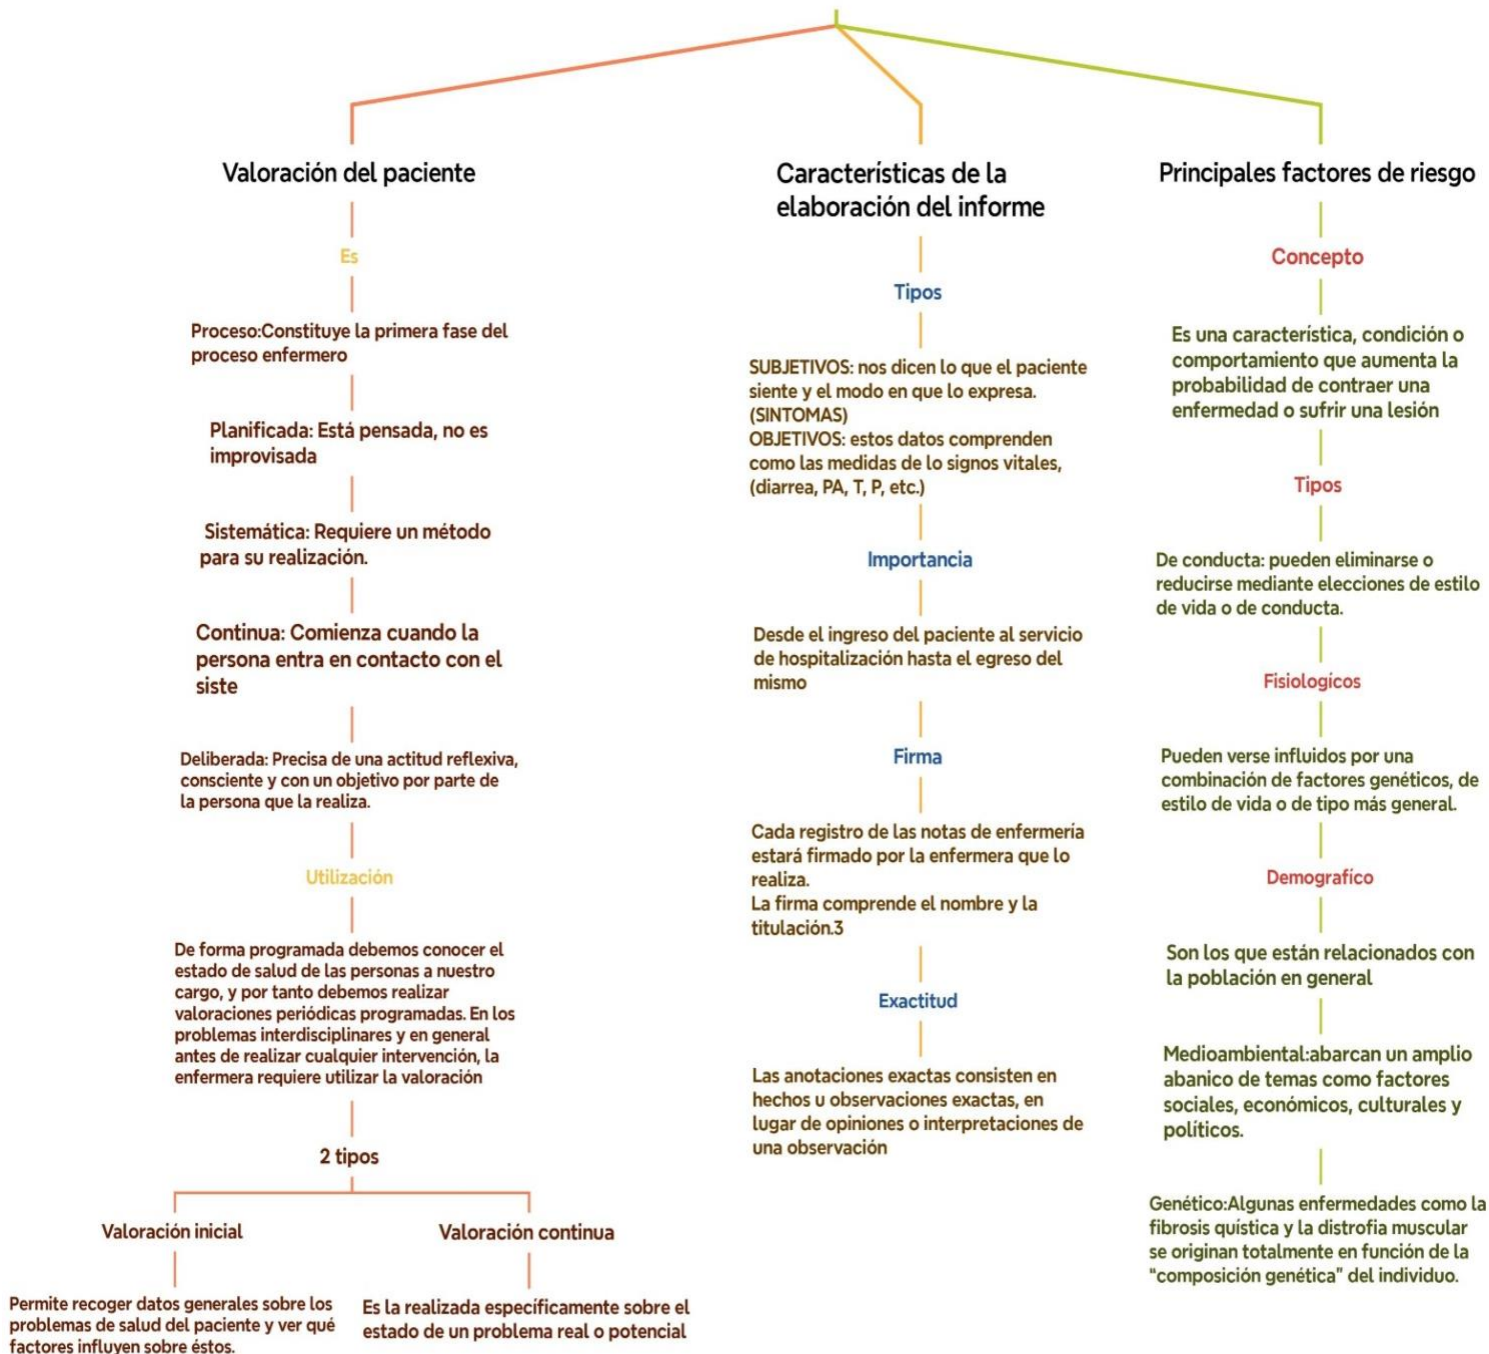 Valoración del paciente
Es
Proceso:Constituye la primera fase del
proceso enfermero
Planificada: Está pensada, no es
improvisada
Sistemática: Requiere un método
para su realización.
Continua: Comienza cuando la
persona entra en contacto con el
siste
Deliberada: Precisa de una actitud reflexiva,
consciente y con un objetivo por parte de
la persona que la realiza.
Utilización
De forma programada debemos conocer el
estado de salud de las personas a nuestro
cargo, y por tanto debemos realizar
valoraciones periódicas programadas. En los
problemas interdisciplinares y en general
antes de realizar cualquier intervención, la
enfermera requiere utilizar la valoración
2 tipos
Valoración inicial
Permite recoger datos generales sobre los
problemas de salud del paciente y ver qué
factores influyen sobre éstos.
Valoración continua
Es la realizada específicamente sobre el
estado de un problema real o potencial
Características de la
elaboración del informe
Tipos
SUBJETIVOS: nos dicen lo que el paciente
siente y el modo en que lo expresa.
(SINTOMAS)
OBJETIVOS: estos datos comprenden
como las medidas de lo signos vitales,
(diarrea, PA, T, P, etc.)
Importancia
Desde el ingreso del paciente al servicio
de hospitalización hasta el egreso del
mismo
Firma
Cada registro de las notas de enfermería
estará firmado por la enfermera que lo
realiza.
La firma comprende el nombre y la
titulación.3
Exactitud
Las anotaciones exactas consisten en
hechos u observaciones exactas, en
lugar de opiniones o interpretaciones de
una observación
Principales factores de riesgo
Concepto
Es una característica, condición o
comportamiento que aumenta la
probabilidad de contraer una
enfermedad o sufrir una lesión
Tipos
De conducta: pueden eliminarse o
reducirse mediante elecciones de estilo
de vida o de conducta.
Fisiologícos
Pueden verse influidos por una
combinación de factores genéticos, de
estilo de vida o de tipo más general.
Demografíco
Son los que están relacionados con
la población en general
Medioambiental:abarcan un amplio
abanico de temas como factores
sociales, económicos, culturales y
políticos.
Genético:Algunas enfermedades como la
fibrosis quística y la distrofia muscular
se originan totalmente en función de la
"composición genética" del individuo.